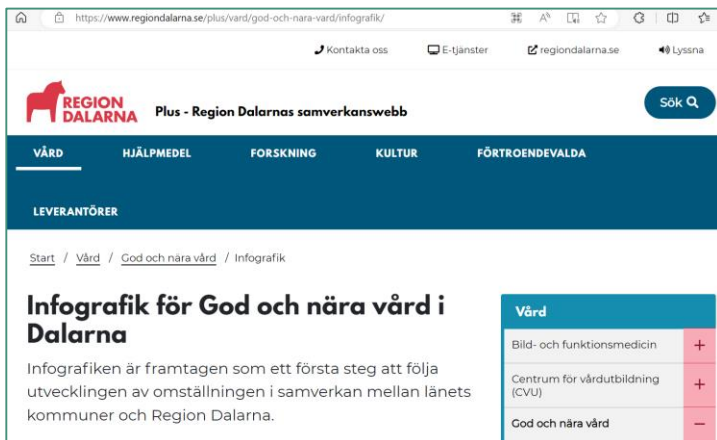 https://www.regiondalarna.se/plus/vard/god-och-nara-vard/infografik/
Kontakta oss E-tjänster regiondalarna.se Lyssna
REGION
DALARNA
Plus - Region Dalarnas samverkanswebb
Sök
VÅRD HJÄLPMEDEL FORSKNING KULTUR FÖRTROENDEVALDA
LEVERANTÖRER
Start / Vård / God och nära vård / Infografik
Infografik för God och nära vård i
Dalarna
Infografiken är framtagen som ett första steg att följa
utvecklingen av omställningen i samverkan mellan länets
kommuner och Region Dalarna.
Vård
Bild- och funktionsmedicin
Centrum för vårdutbildning
(CVU)
God och nära vård